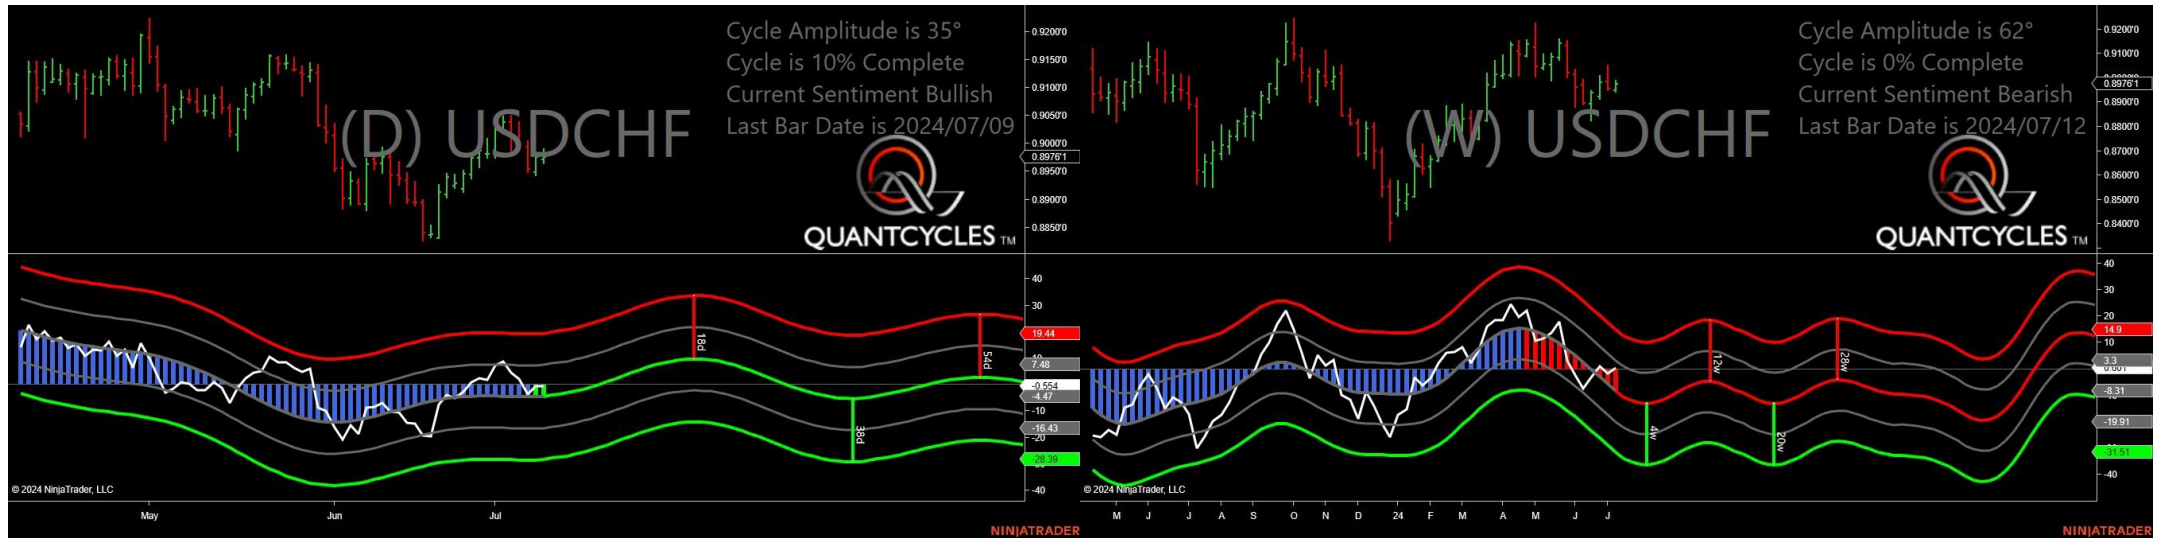 Cycle Amplitude is 35°
Cycle is 10% Complete
Current Sentiment Bullish
Last Bar Date is 2024/07/09
(D) USDCHF
QUANTCYCLES TM
0.9200'0
0.9150'0
0.9100'0
0.9050'0
0.9000'0
0.8976'1
0.8950'0
0.8900'0
0.8850'0
40
30
19.44
7.48
-0.554
-4.47
-10
-16.43
-20
-28.39
-40
18d
38d
54d
© 2024 NinjaTrader, LLC
May Jun Jul
NINJATRADER
Cycle Amplitude is 62°
Cycle is 0% Complete
Current Sentiment Bearish
Last Bar Date is 2024/07/12
(W) USDCHF
QUANTCYCLES TM
0.9200'0
0.9100'0
0.8976'1
0.8900'0
0.8800'0
0.8700'0
0.8600'0
0.8500'0
0.8400'0
40
30
20
14.9
10
3.3
-8.31
-19.91
-31.51
-40
4w
12w
20w
28w
© 2024 NinjaTrader, LLC
M J J A S O N D 24 F M A M J J
NINJATRADER